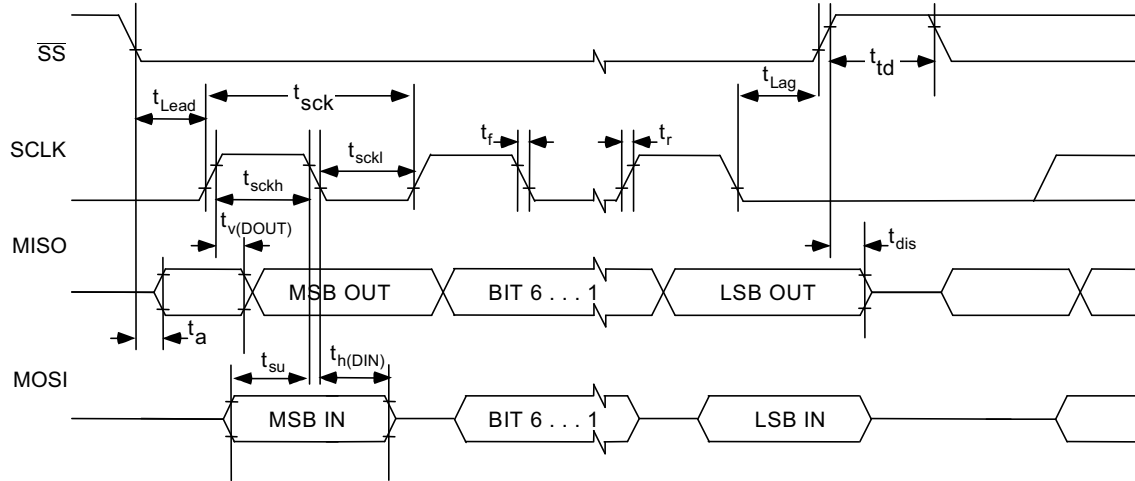 SS
t_td
t_Lag
t_Lead
t_sck
SCLK
t_f
t_r
t_sckl
t_sckh
t_v(DOUT)
MISO
t_dis
MSB OUT
BIT 6 . . . 1
LSB OUT
t_a
t_su
t_h(DIN)
MOSI
MSB IN
BIT 6 . . . 1
LSB IN